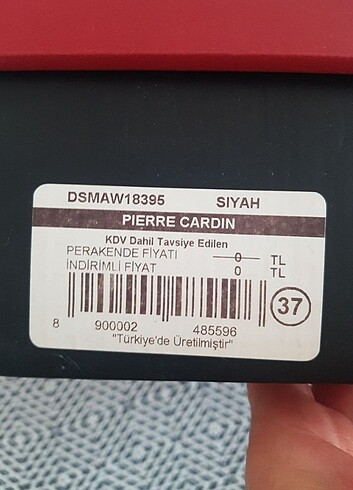 DSMAW18395 SIYAH
PIERRE CARDIN
KDV Dahil Tavsiye Edilen
PERAKENDE FİYATI 0 TL
İNDİRİMLİ FİYAT 0 TL
37
8 900002 485596
"Türkiye'de Üretilmiştir"